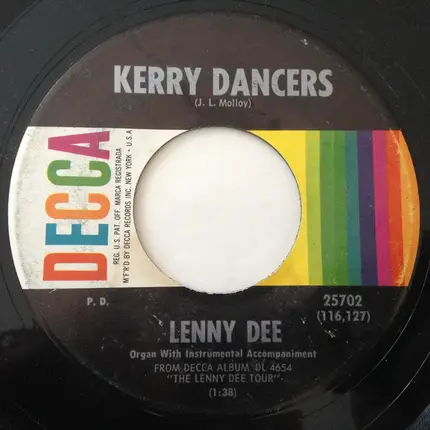 KERRY DANCERS
(J. L. Molloy)
DECCA
REG. U.S. PAT. OFF. MARCA REGISTRADA
M'F'R'D BY DECCA RECORDS INC. NEW YORK - U.S.A
P. D.
25702
(116,127)
LENNY DEE
Organ With Instrumental Accompaniment
FROM DECCA ALBUM DL 4654
"THE LENNY DEE TOUR"
(1:38)